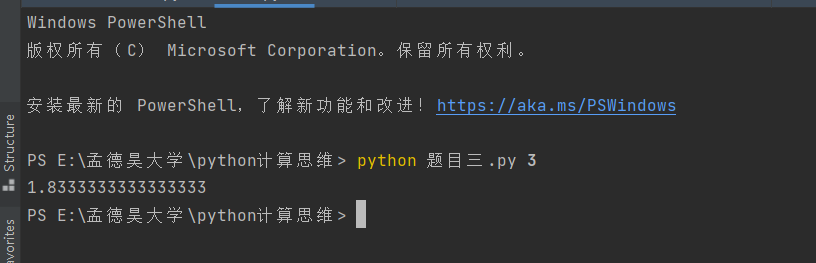 Windows PowerShell
版权所有（C） Microsoft Corporation。保留所有权利。
安装最新的 PowerShell，了解新功能和改进！https://aka.ms/PSWindows
PS E:\孟德昊大学\python计算思维> python 题目三.py 3
1.8333333333333333
PS E:\孟德昊大学\python计算思维>
Structure